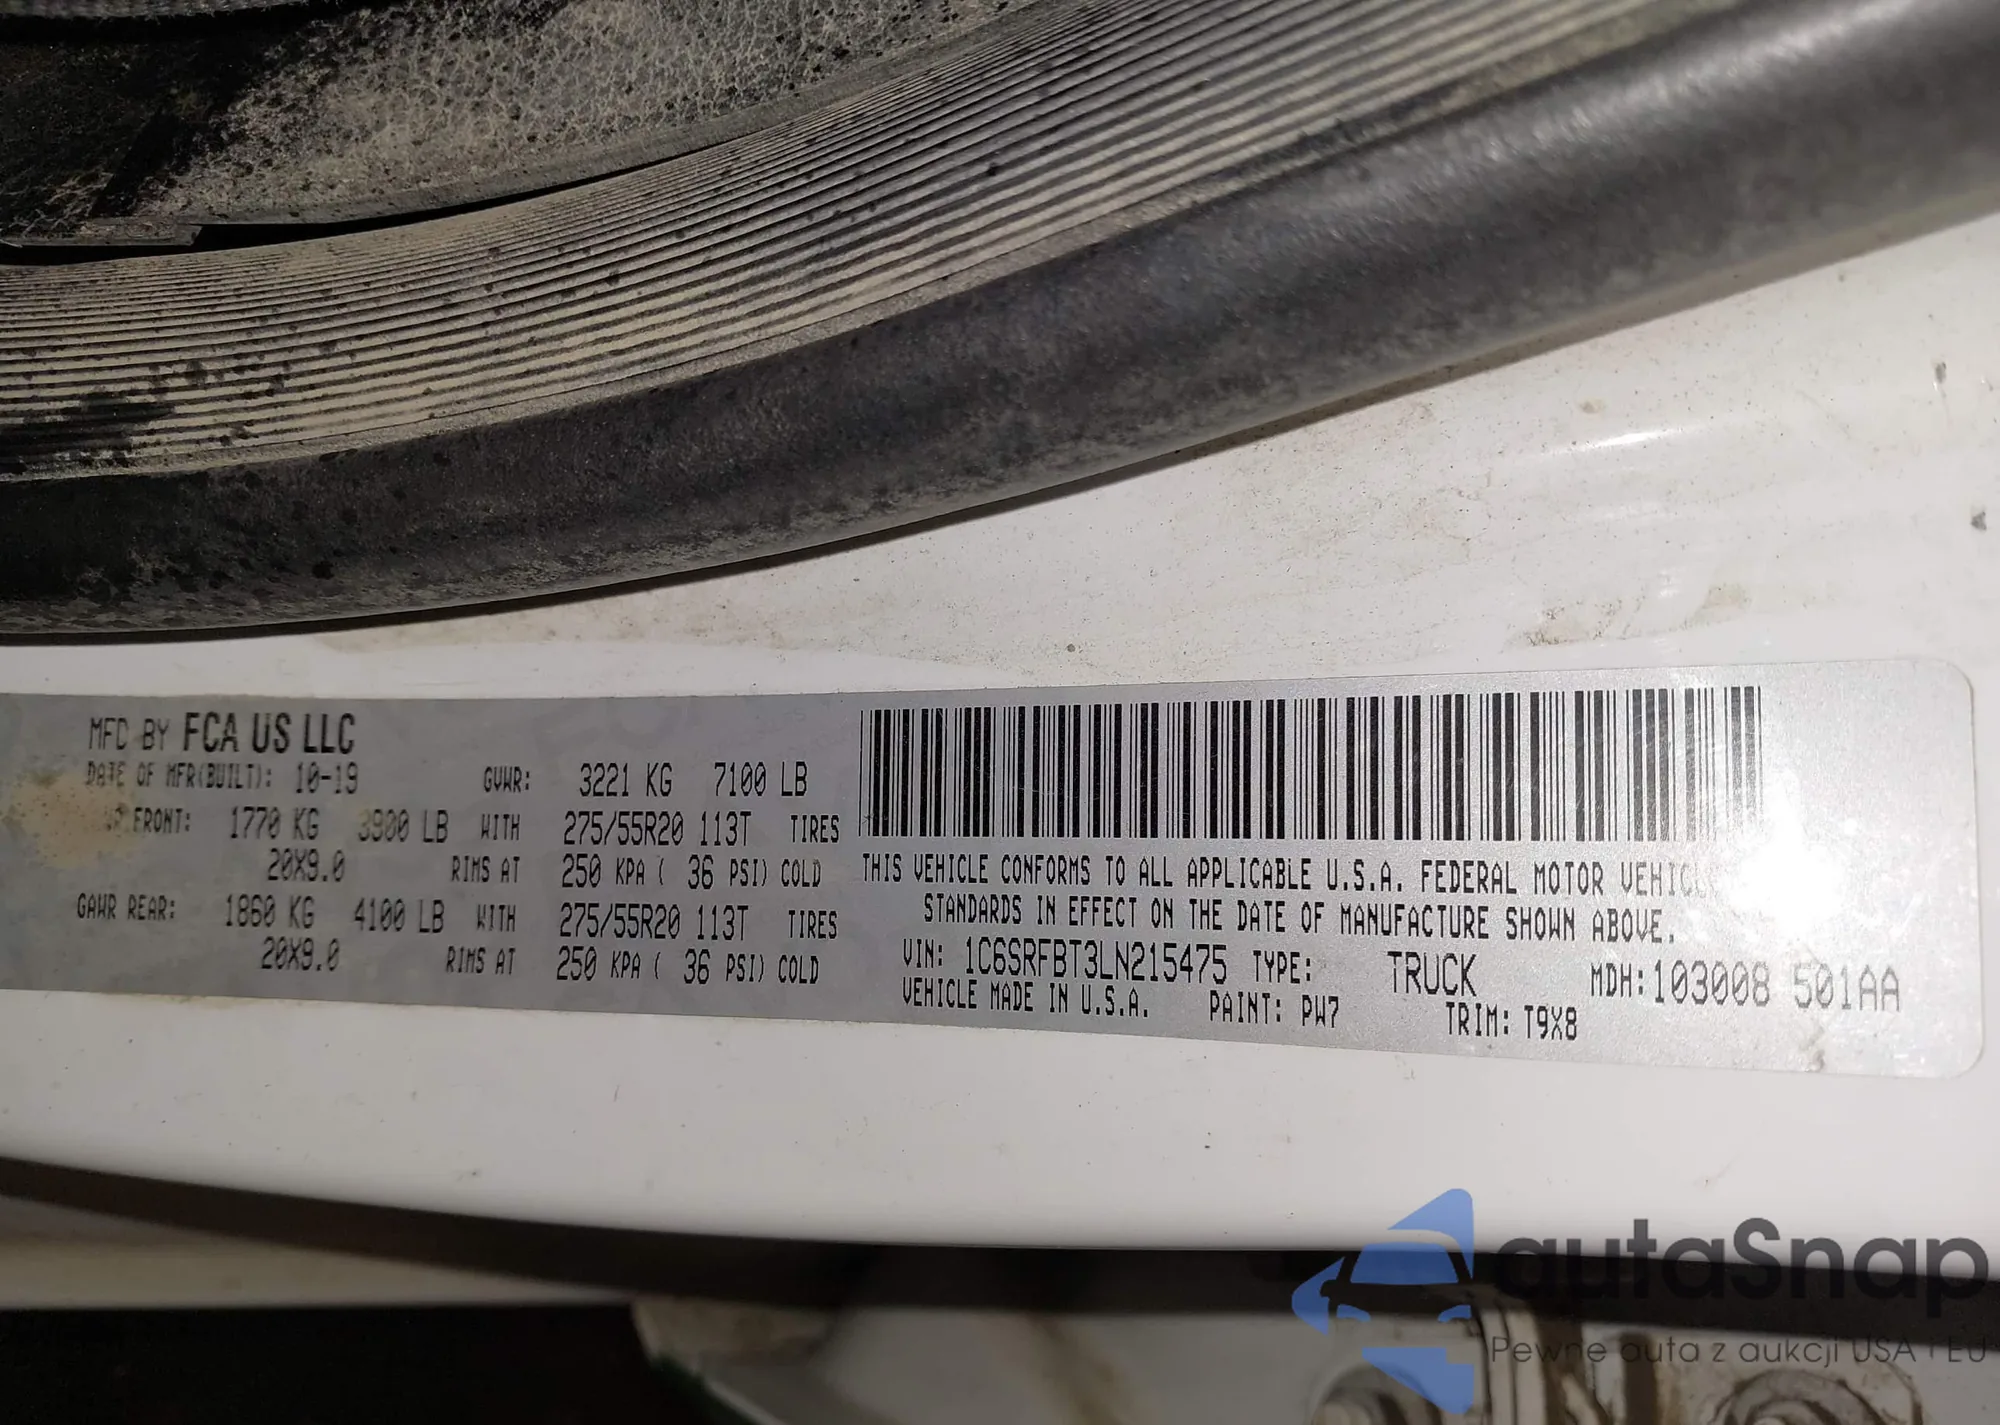 MFC BY FCA US LLC
DATE OF MFR(BUILT): 10-19 GVWR: 3221 KG 7100 LB
FRONT: 1770 KG 3900 LB WITH 275/55R20 113T TIRES
20X9.0 RIMS AT 250 KPA ( 36 PSI) COLD
GAWR REAR: 1860 KG 4100 LB WITH 275/55R20 113T TIRES
20X9.0 RIMS AT 250 KPA ( 36 PSI) COLD
THIS VEHICLE CONFORMS TO ALL APPLICABLE U.S.A. FEDERAL MOTOR
STANDARDS IN EFFECT ON THE DATE OF MANUFACTURE SHOWN ABOVE.
VIN: 1C6SRFBT3LN215475 TYPE: TRUCK MDH:103008 501AA
VEHICLE MADE IN U.S.A. PAINT: PW7 TRIM: T9X8
autaSnap
Pewne auta z aukcji USA i EU